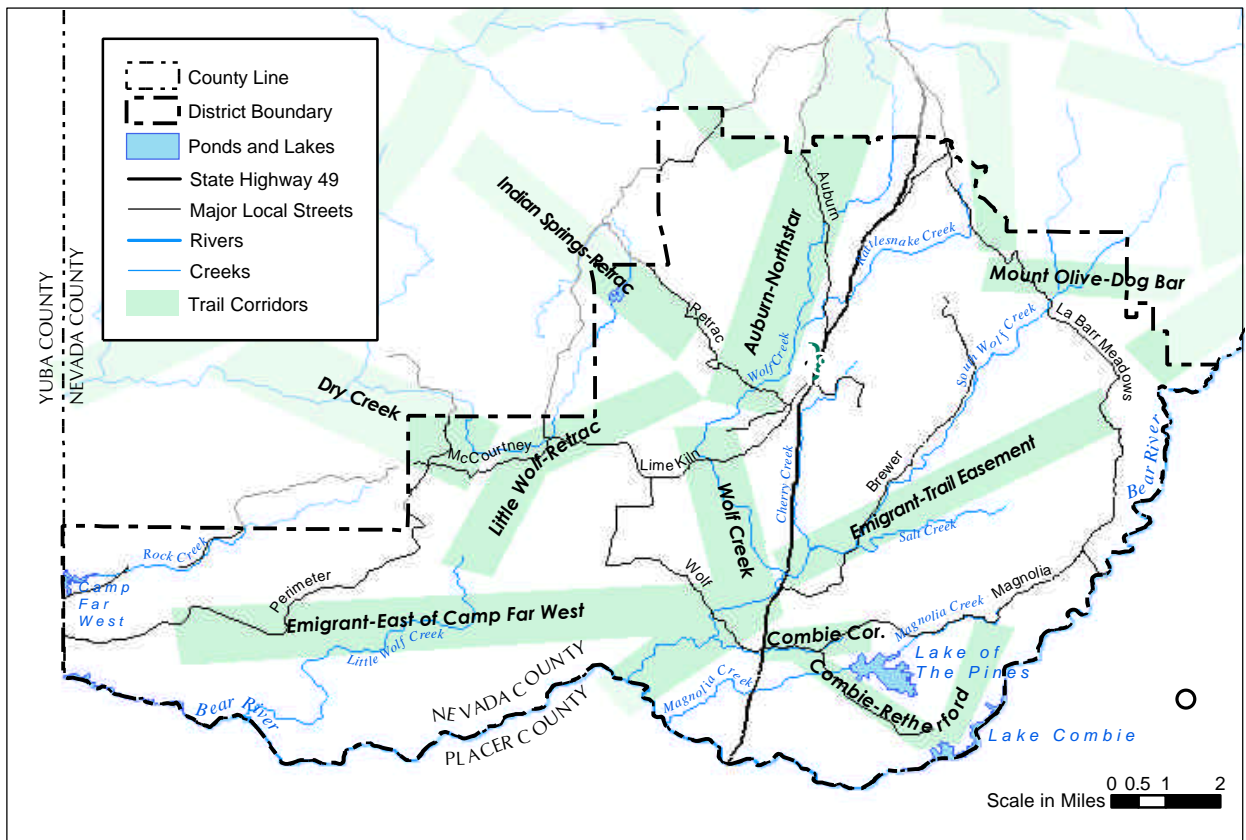 County Line
District Boundary
Ponds and Lakes
State Highway 49
Major Local Streets
Rivers
Creeks
Trail Corridors
YUBA COUNTY
NEVADA COUNTY
Indian Springs-Retrac
Retrac
Auburn-Northstar
Auburn
Rattlesnake Creek
Wolf Creek
Mount Olive-Dog Bar
La Barr Meadows
South Wolf Creek
Bear River
Dry Creek
McCourtney
Little Wolf-Retrac
Lime Kiln
Wolf Creek
Cherry Creek
Brewer
Emigrant-Trail Easement
Salt Creek
Rock Creek
Camp
Far
West
Perimeter
Wolf
Magnolia
Emigrant-East of Camp Far West
Little Wolf Creek
Combie Cor.
Magnolia Creek
Lake of
The Pines
Magnolia Creek
Combie-Retherford
Bear River
NEVADA COUNTY
PLACER COUNTY
Lake Combie
0 0.5 1 2
Scale in Miles